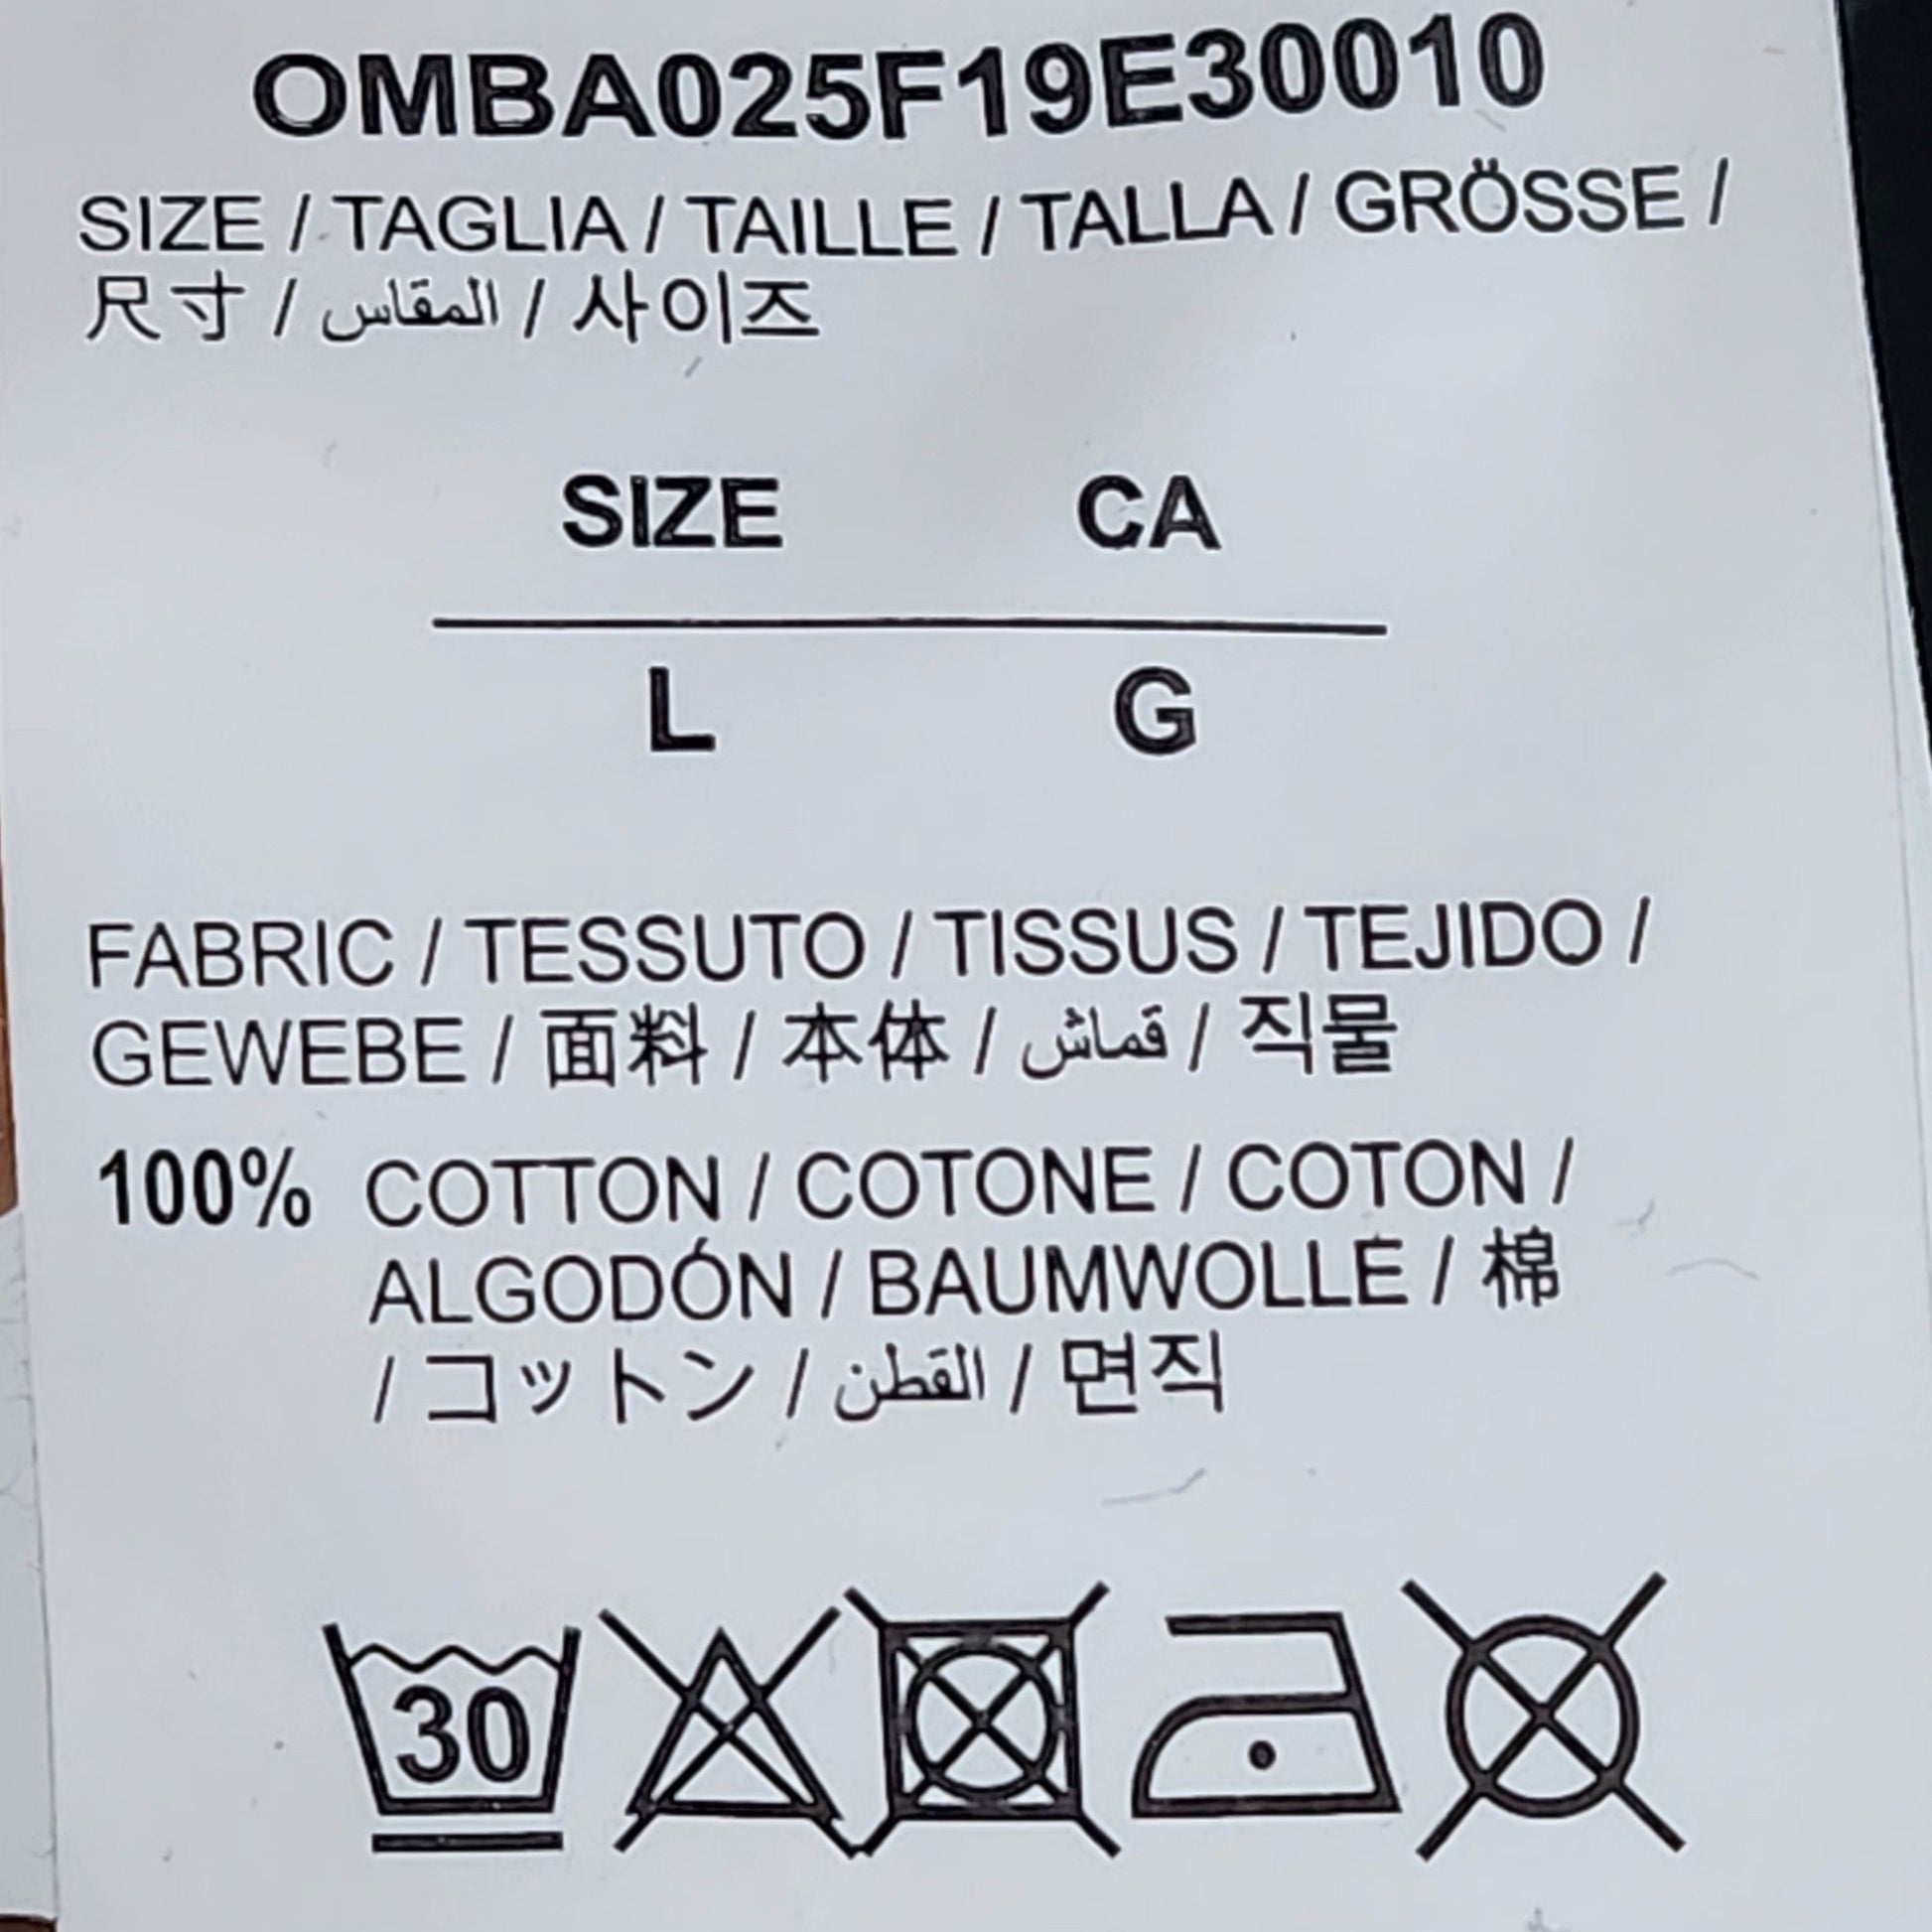 OMBA025F19E30010
SIZE / TAGLIA / TAILLE / TALLA / GRÖSSE /
尺寸 / المقاس / 사이즈
SIZE CA
L G
FABRIC / TESSUTO / TISSUS / TEJIDO /
GEWEBE / 面料 / 本体 / قماش / 직물
100% COTTON / COTONE / COTON /
ALGODÓN / BAUMWOLLE / 棉
/ コットン / القطن / 면직
30